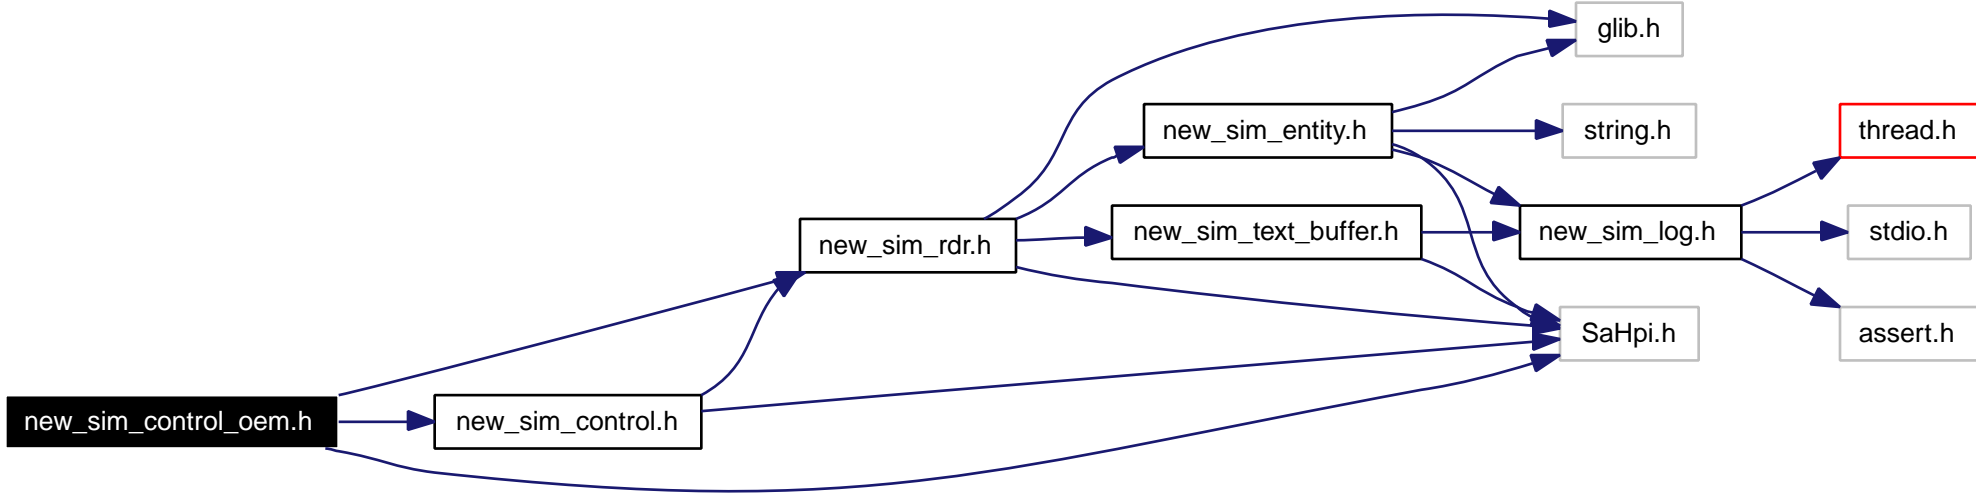 glib.h
new_sim_entity.h
string.h
thread.h
new_sim_rdr.h
new_sim_text_buffer.h
new_sim_log.h
stdio.h
SaHpi.h
assert.h
new_sim_control_oem.h
new_sim_control.h